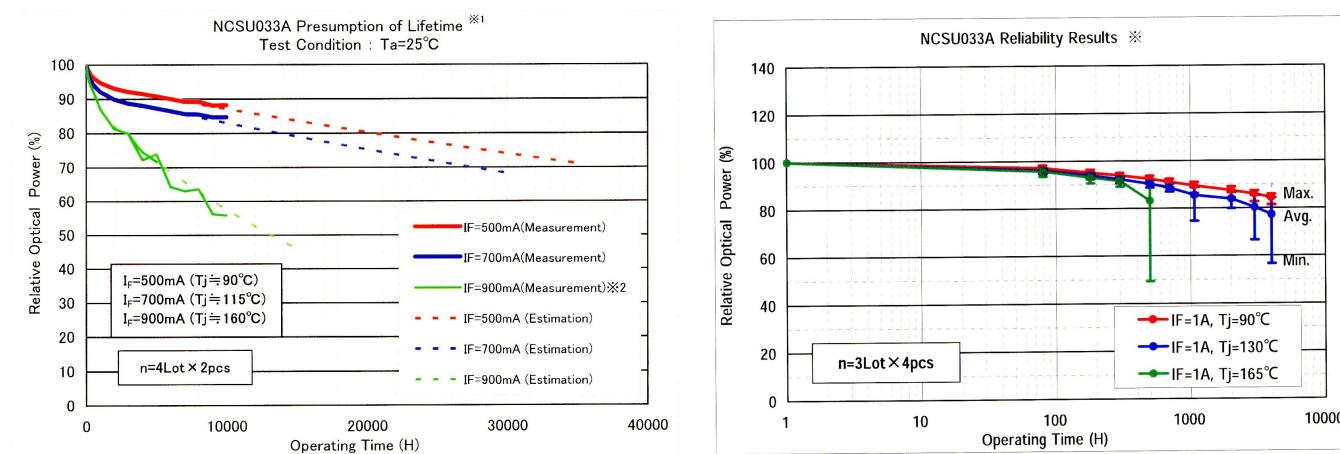 NCSU033A Presumption of Lifetime ※1
Test Condition : Ta=25℃
Relative Optical Power (%)
100
90
80
70
60
50
40
30
20
10
0
IF=500mA (Tj≒90℃)
IF=700mA (Tj≒115℃)
IF=900mA (Tj≒160℃)
n=4Lot×2pcs
IF=500mA(Measurement)
IF=700mA(Measurement)
IF=900mA(Measurement)※2
IF=500mA (Estimation)
IF=700mA (Estimation)
IF=900mA (Estimation)
0 10000 20000 30000 40000
Operating Time (H)
NCSU033A Reliability Results ※
Relative Optical Power (%)
140
120
100
80
60
40
20
0
Max.
Avg.
Min.
IF=1A, Tj=90℃
IF=1A, Tj=130℃
IF=1A, Tj=165℃
n=3Lot×4pcs
1 10 100 1000 10000
Operating Time (H)